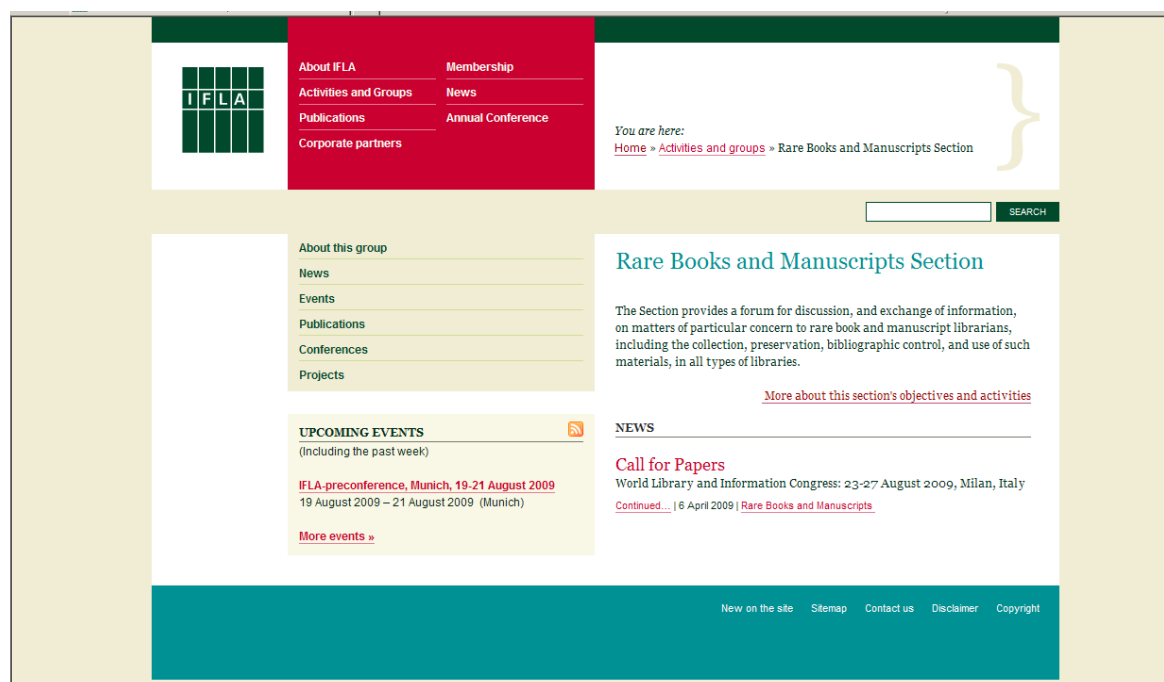 IFLA
About IFLA
Activities and Groups
Publications
Corporate partners
Membership
News
Annual Conference
You are here:
Home » Activities and groups » Rare Books and Manuscripts Section
SEARCH
About this group
News
Events
Publications
Conferences
Projects
UPCOMING EVENTS
(Including the past week)
IFLA-preconference, Munich, 19-21 August 2009
19 August 2009 – 21 August 2009 (Munich)
More events »
Rare Books and Manuscripts Section
The Section provides a forum for discussion, and exchange of information,
on matters of particular concern to rare book and manuscript librarians,
including the collection, preservation, bibliographic control, and use of such
materials, in all types of libraries.
More about this section's objectives and activities
NEWS
Call for Papers
World Library and Information Congress: 23-27 August 2009, Milan, Italy
Continued... | 6 April 2009 | Rare Books and Manuscripts
New on the site Sitemap Contact us Disclaimer Copyright